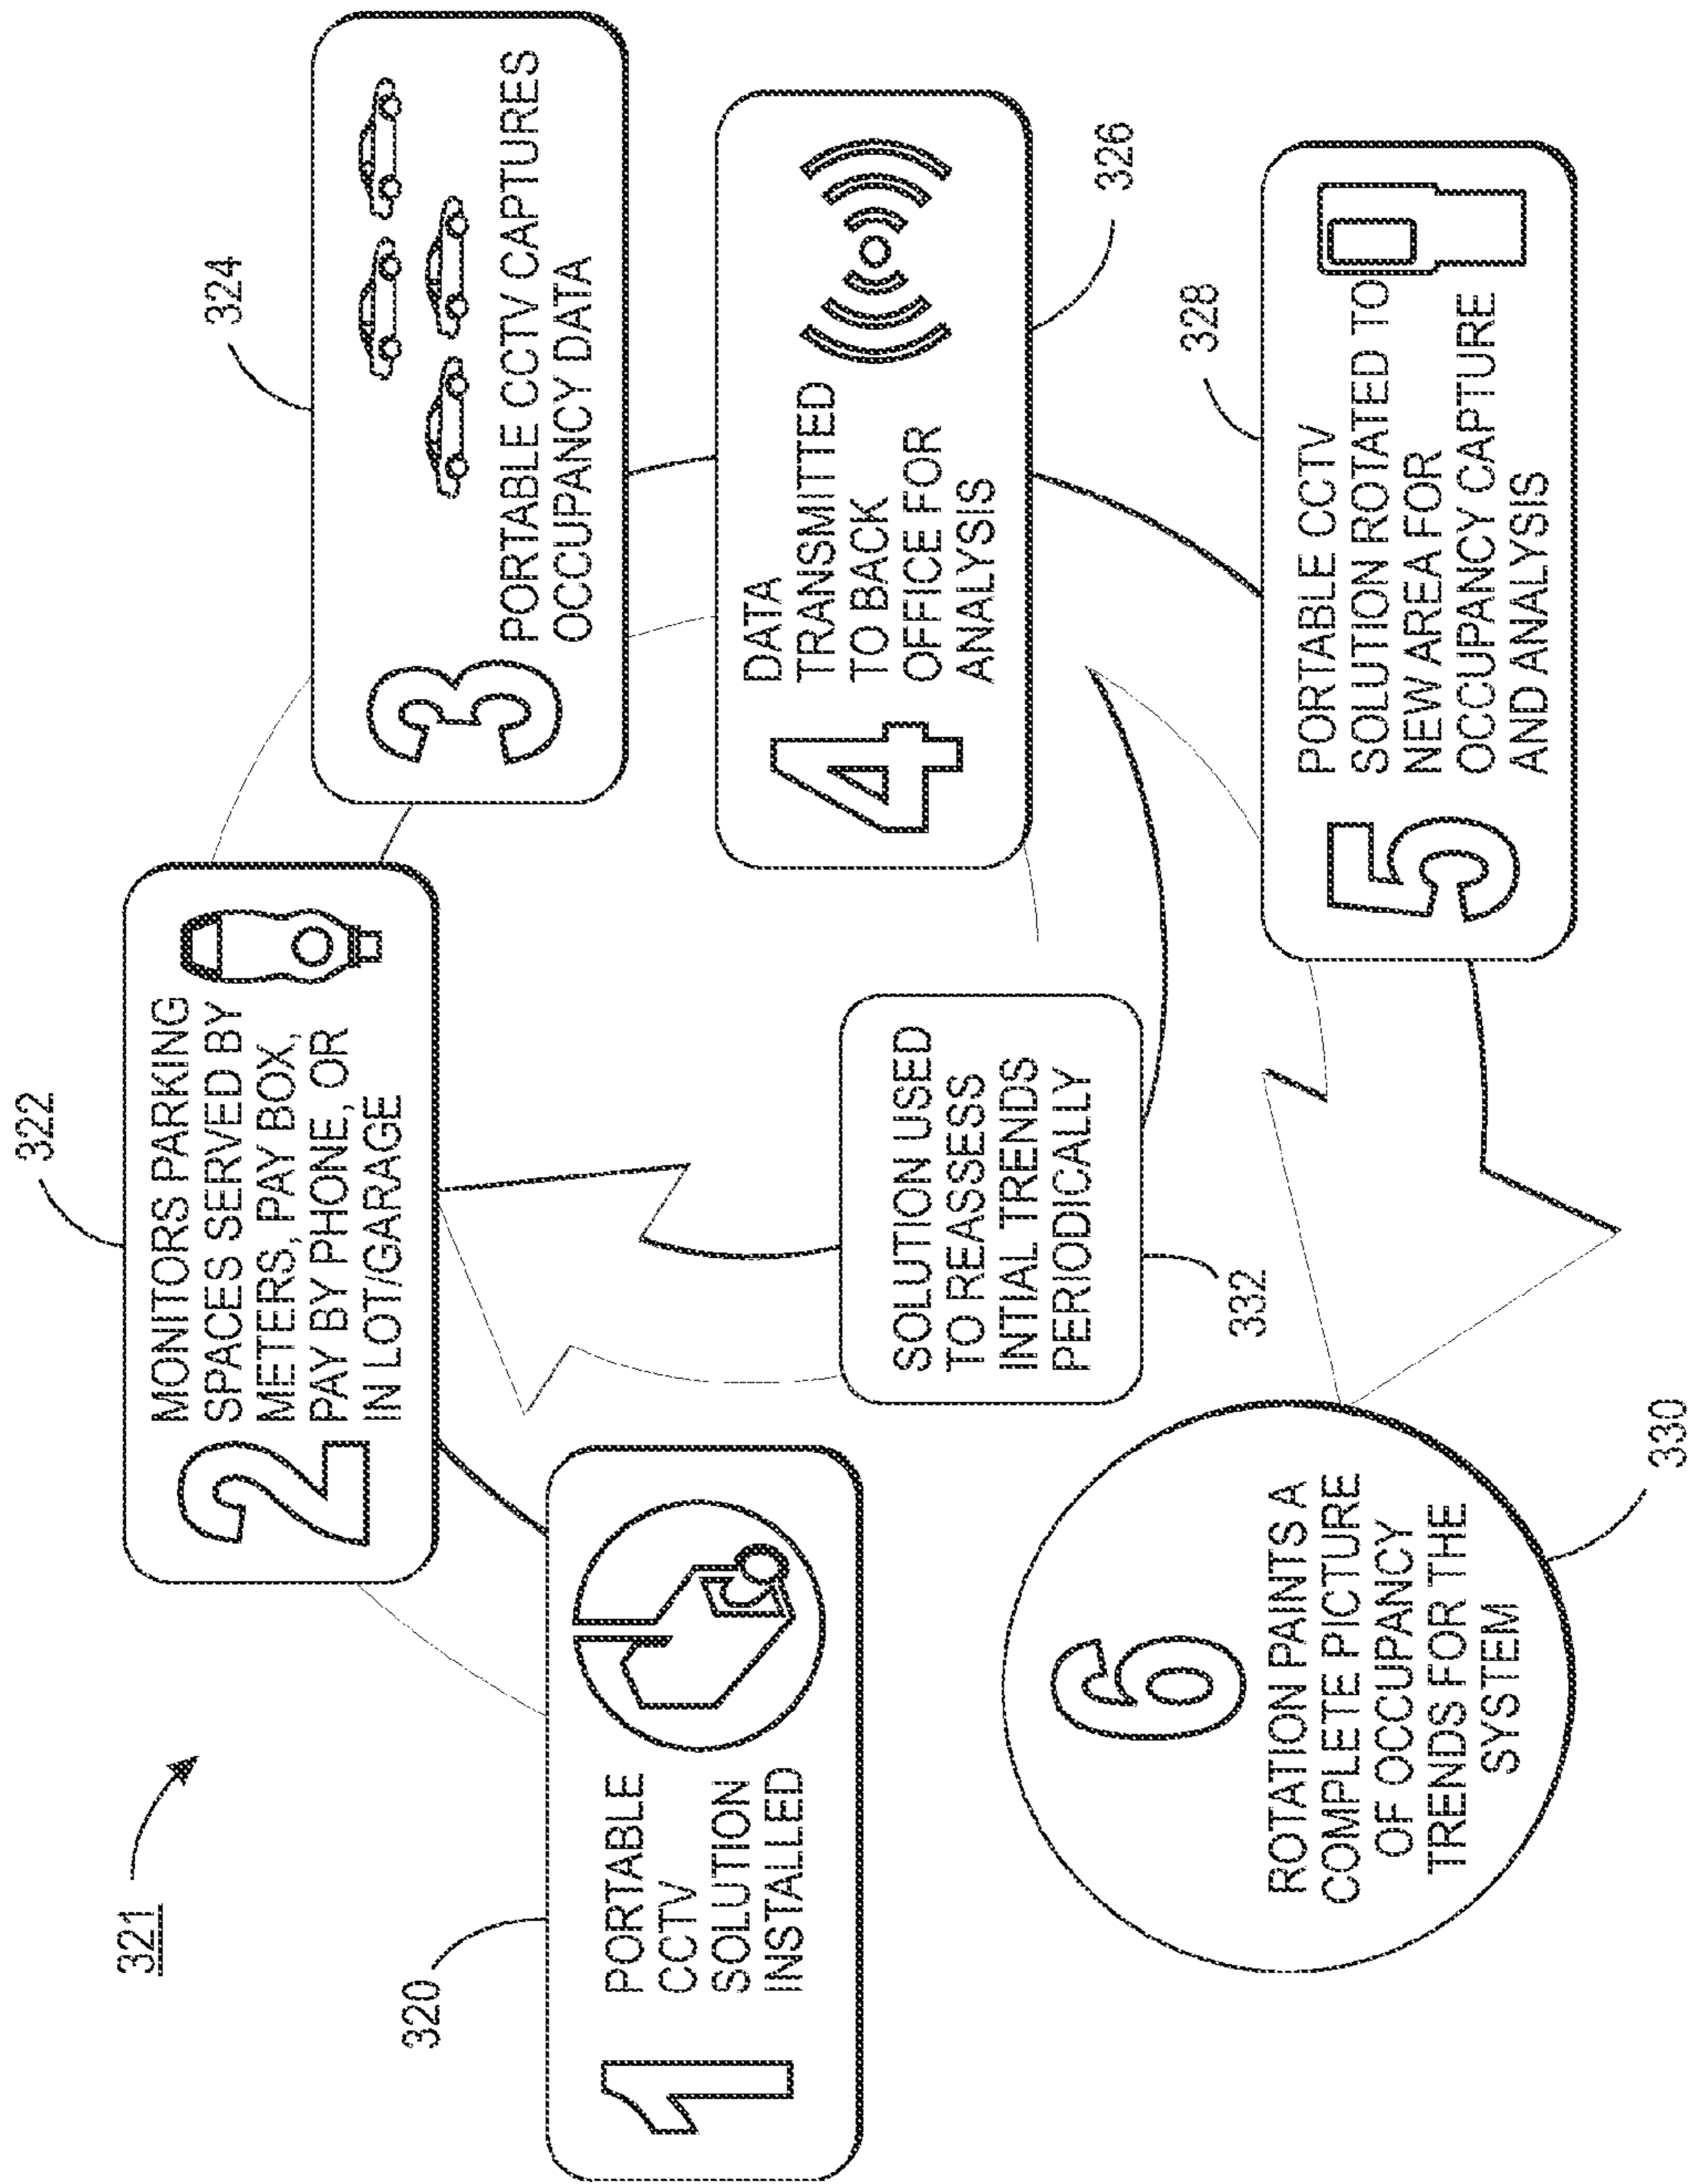 321
320
1
PORTABLE
CCTV
SOLUTION
INSTALLED
322
2
MONITORS PARKING
SPACES SERVED BY
METERS, PAY BOX,
PAY BY PHONE, OR
IN LOT/GARAGE
324
3
PORTABLE CCTV CAPTURES
OCCUPANCY DATA
4
DATA
TRANSMITTED
TO BACK
OFFICE FOR
ANALYSIS
326
328
5
PORTABLE CCTV
SOLUTION ROTATED TO
NEW AREA FOR
OCCUPANCY CAPTURE
AND ANALYSIS
6
ROTATION PAINTS A
COMPLETE PICTURE
OF OCCUPANCY
TRENDS FOR THE
SYSTEM
330
SOLUTION USED
TO REASSESS
INTIAL TRENDS
PERIODICALLY
332